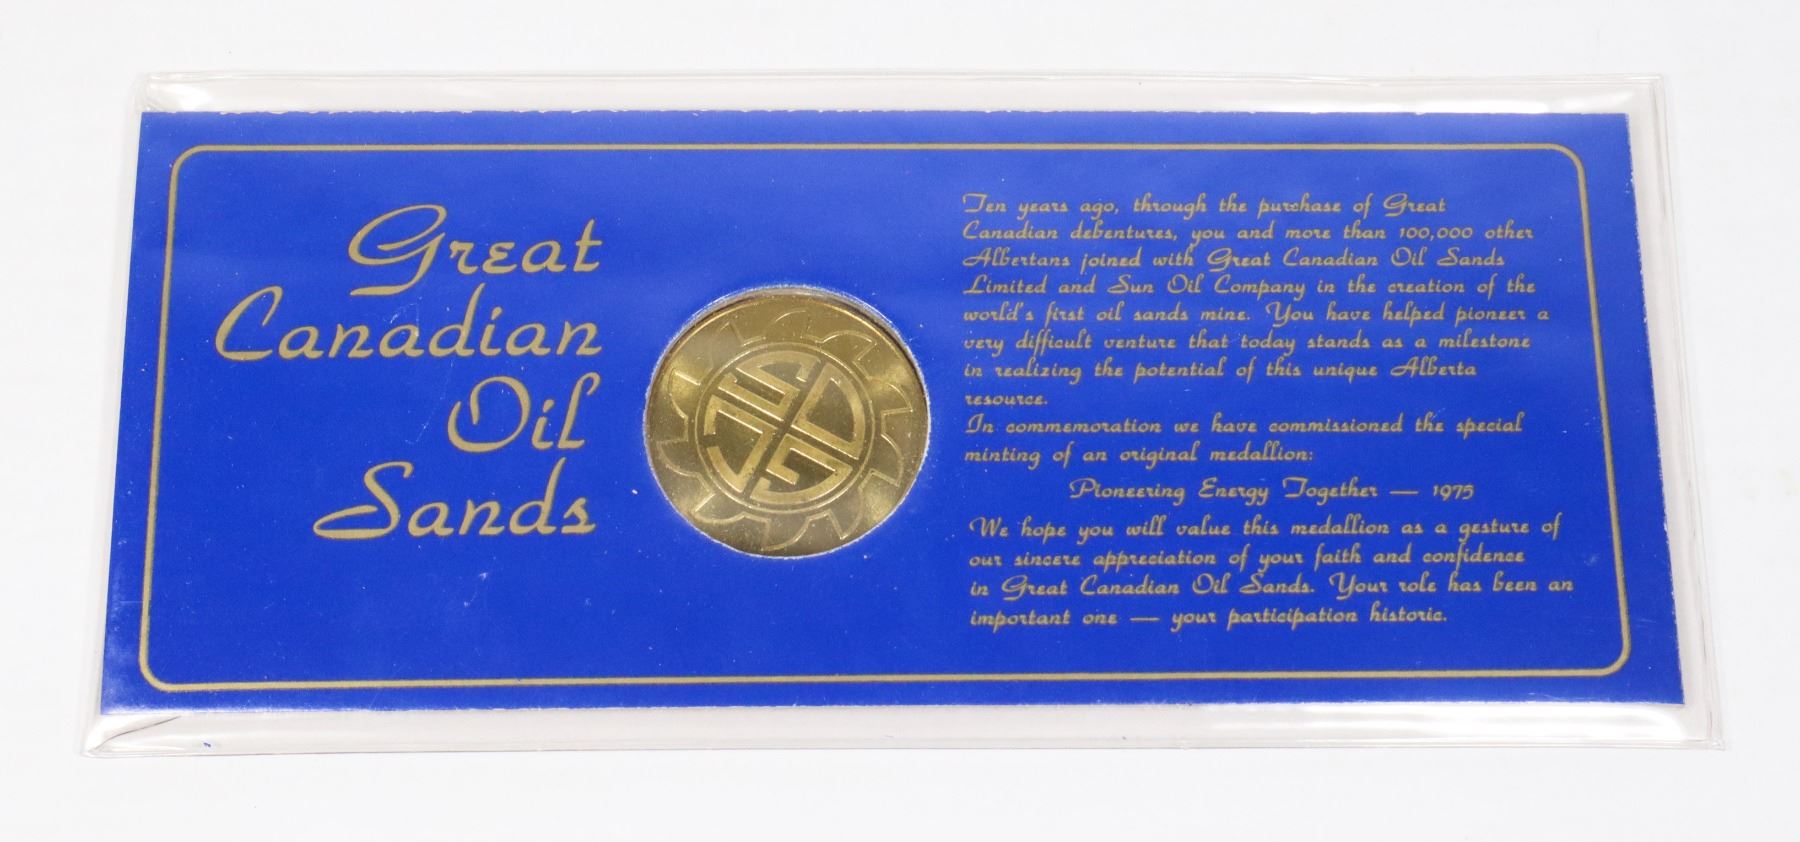 Great
Canadian
Oil
Sands
Ten years ago, through the purchase of Great
Canadian debentures, you and more than 100,000 other
Albertans joined with Great Canadian Oil Sands
Limited and Sun Oil Company in the creation of the
world's first oil sands mine. You have helped pioneer a
very difficult venture that today stands as a milestone
in realizing the potential of this unique Alberta
resource.
In commemoration we have commissioned the special
minting of an original medallion:
Pioneering Energy Together — 1975
We hope you will value this medallion as a gesture of
our sincere appreciation of your faith and confidence
in Great Canadian Oil Sands. Your role has been an
important one — your participation historic.